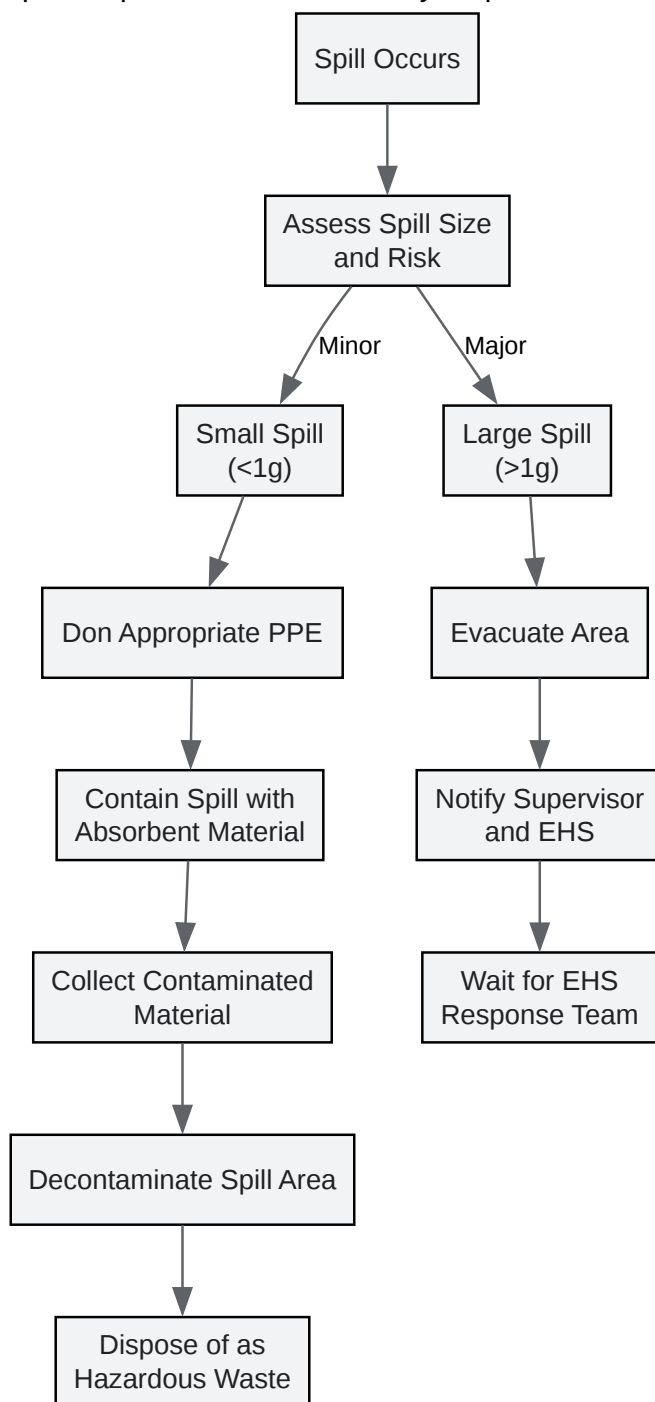 Spill Occurs
Assess Spill Size
and Risk
Minor
Major
Small Spill
(<1g)
Large Spill
(>1g)
Don Appropriate PPE
Evacuate Area
Contain Spill with
Absorbent Material
Notify Supervisor
and EHS
Collect Contaminated
Material
Wait for EHS
Response Team
Decontaminate Spill Area
Dispose of as
Hazardous Waste